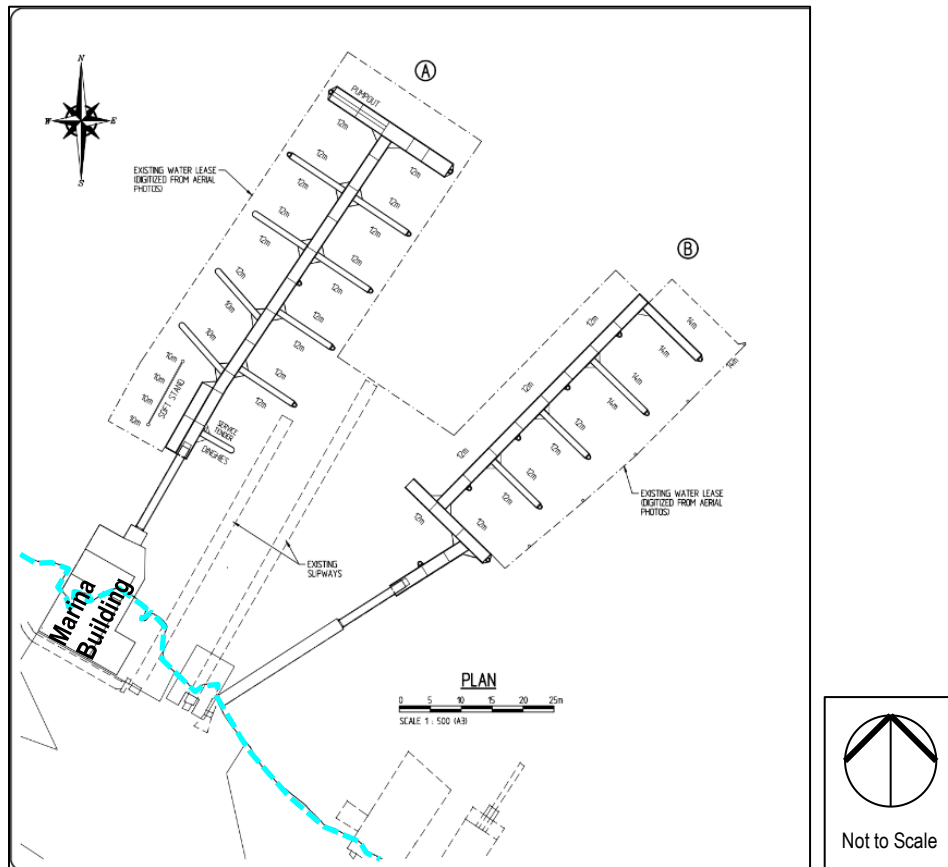 N
W
E
S
A
PUMPOUT
12m
12m
12m
12m
12m
12m
12m
12m
12m
12m
12m
10m
12m
10m
12m
12m
EXISTING WATER LEASE
(DIGITIZED FROM AERIAL
PHOTOS)
10m
10m
10m
10m
SOFT STAND
SERVICE
TENDER
DINGHIES
B
14m
14m
14m
14m
14m
12m
12m
12m
12m
12m
12m
12m
12m
EXISTING WATER LEASE
(DIGITIZED FROM AERIAL
PHOTOS)
EXISTING
SLIPWAYS
Marina
Building
PLAN
0 5 10 15 20 25m
SCALE 1 : 500 (A3)
Not to Scale